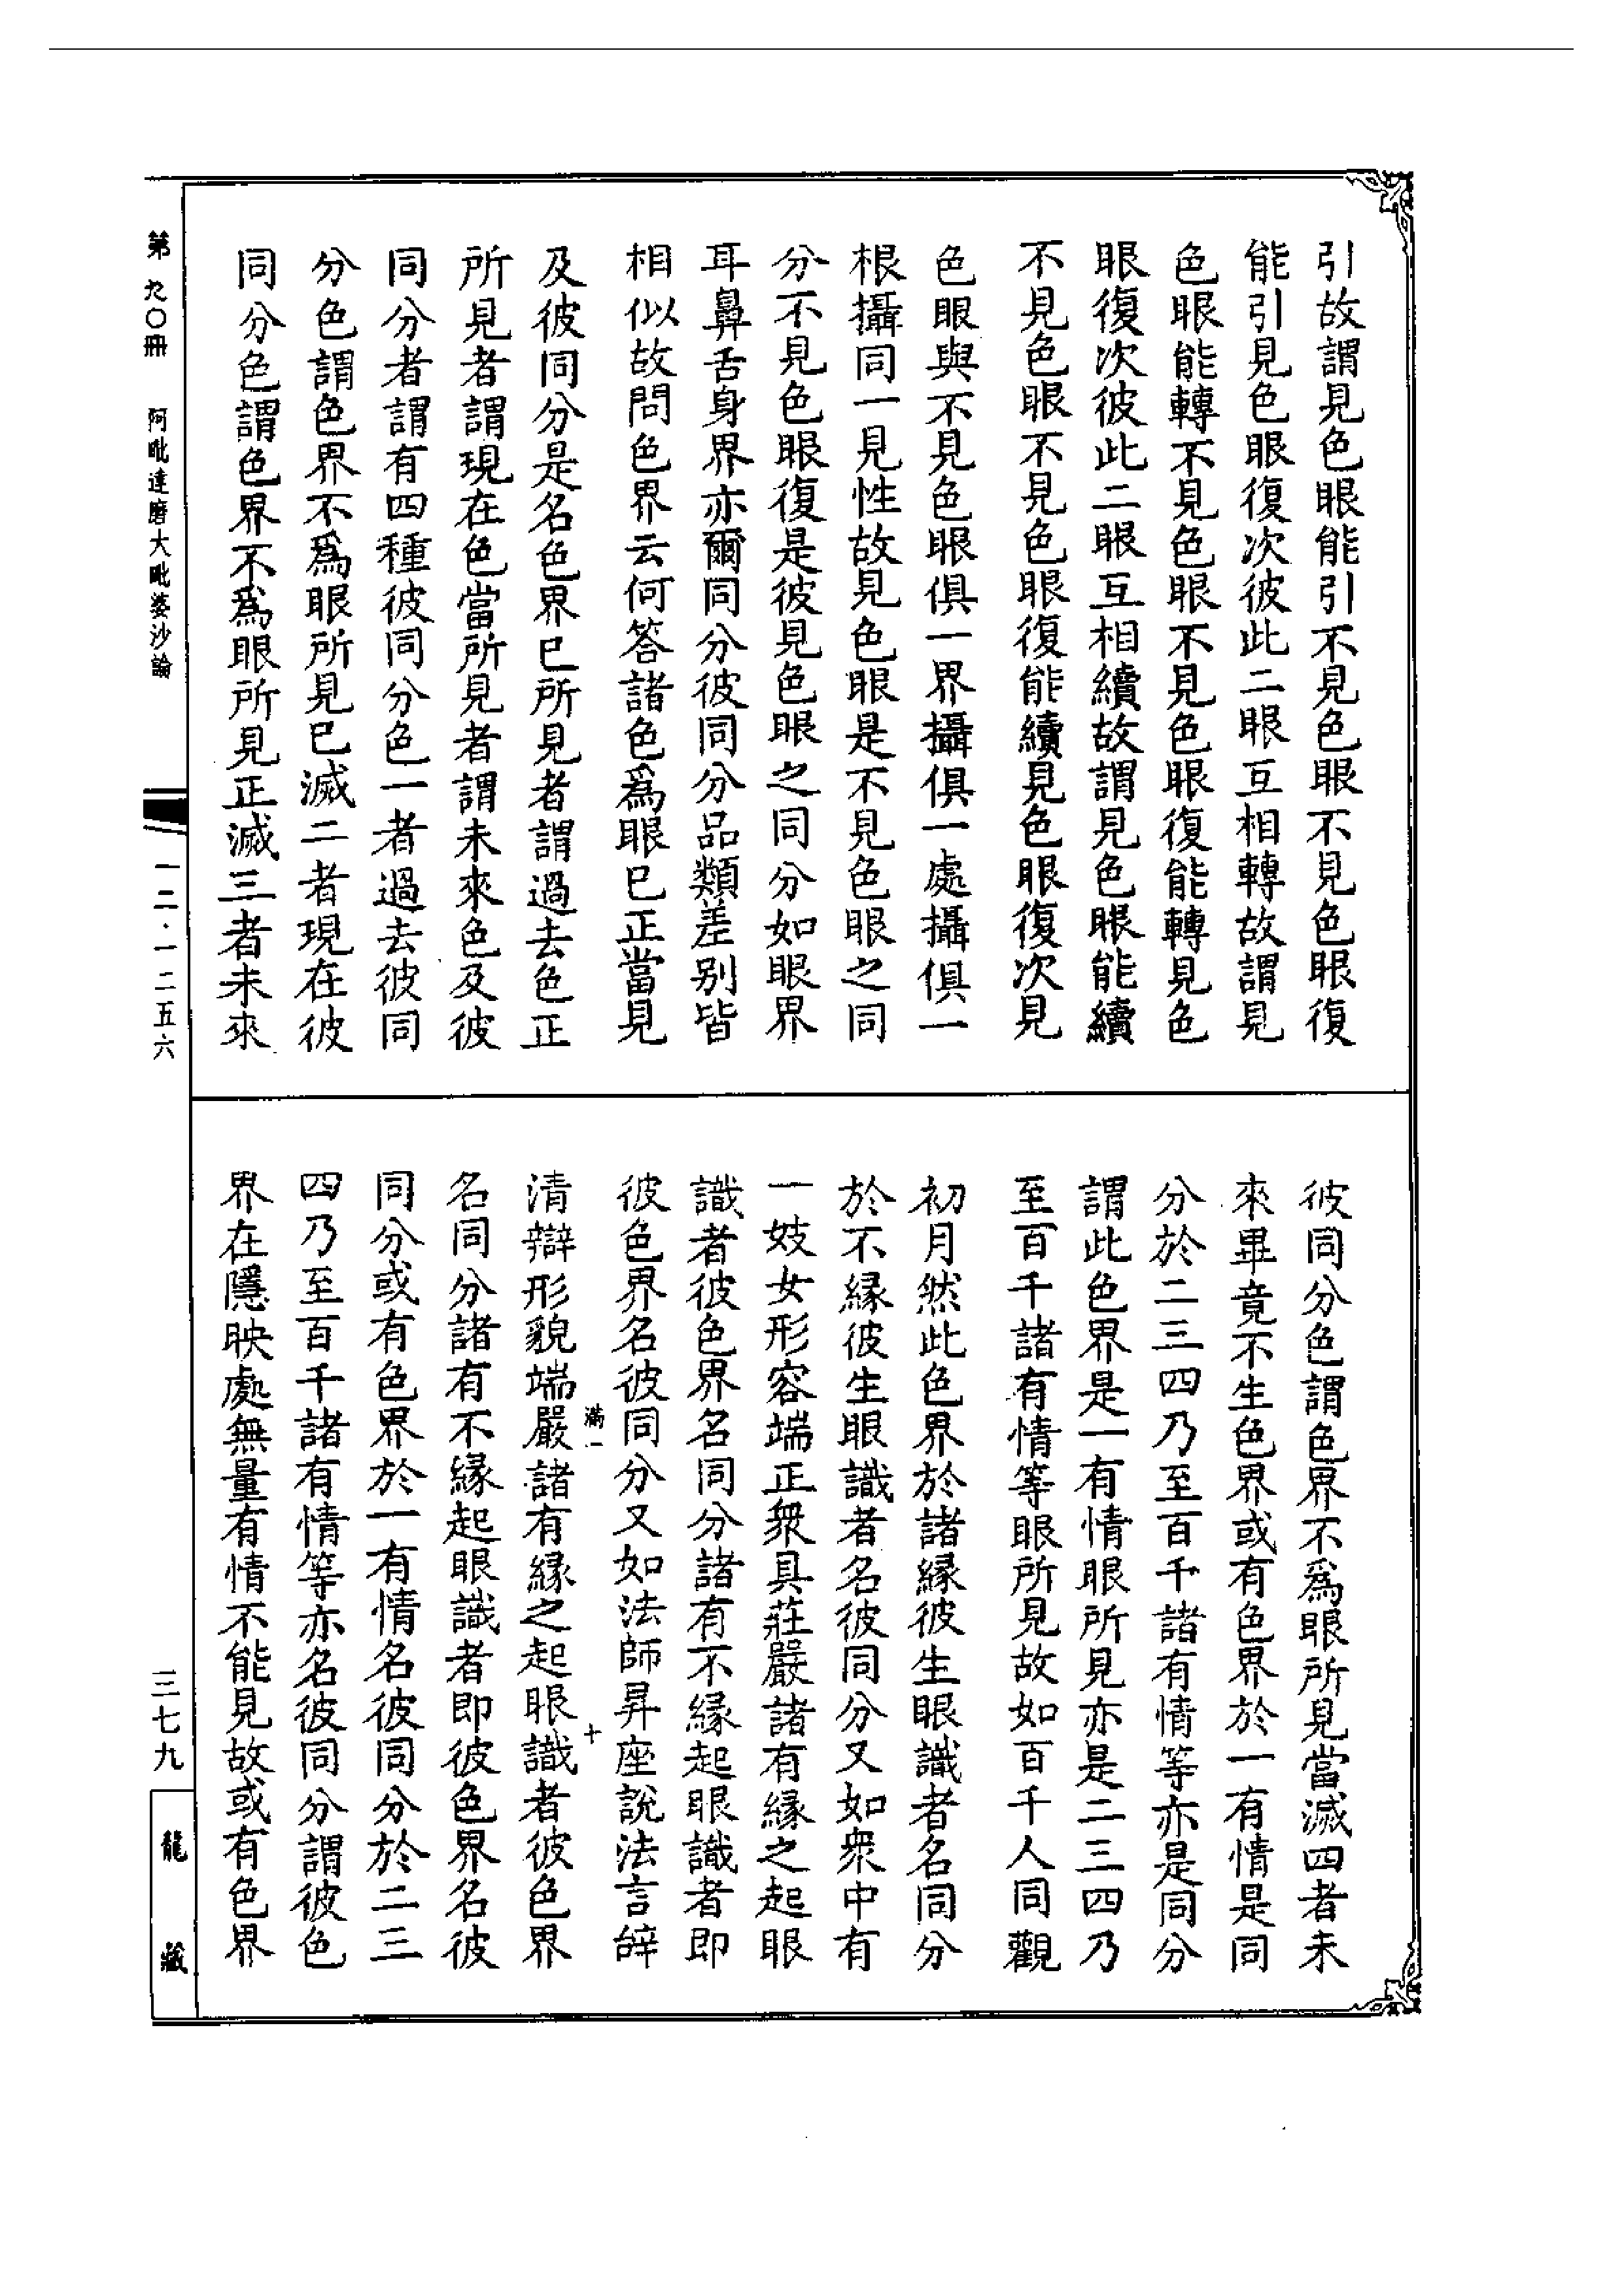 引故謂見色眼能引不見色眼不見色眼復
能引見色眼復次彼此二眼互相轉故謂見
色眼能轉不見色眼不見色眼復能轉見色
眼復次彼此二眼互相續故謂見色眼能續
不見色眼不見色眼復能續見色眼復次見
色眼與不見色眼俱一界攝俱一處攝俱一
根攝同一見性故見色眼是不見色眼之同
分不見色眼復是彼見色眼之同分如眼界
耳鼻舌身界亦爾同分彼同分品類差别皆
相似故問色界云何答諸色為眼巳正當見
及彼同分是名色界巳所見者謂過去色正
所見者謂現在色當所見者謂未來色及彼
同分者謂有四種彼同分色一者過去彼同
分色謂色界不為眼所見巳滅二者現在彼
同分色謂色界不為眼所見正滅三者未來
彼同分色謂色界不為眼所見當滅四者未
來畢竟不生色界或有色界於一有情是同
分於二三四乃至百千諸有情等亦是同分
謂此色界是一有情眼所見亦是二三四乃
至百千諸有情等眼所見故如百千人同觀
初月然此色界於諸緣彼生眼識者名同分
於不緣彼生眼識者名彼同分又如衆中有
一妓女形容端正衆具莊嚴諸有緣之起眼
識者彼色界名同分諸有不緣起眼識者即
彼色界名彼同分又如法師昇座說法言辝
滿一
十
清辯形貌端嚴諸有緣之起眼識者彼色界
名同分諸有不緣起眼識者即彼色界名彼
同分或有色界於一有情名彼同分於二三
四乃至百千諸有情等亦名彼同分謂彼色
界在隱映處無量有情不能見故或有色界
第九〇冊 阿毗達磨大毗婆沙論
一二·一二五六
三七九
龍藏